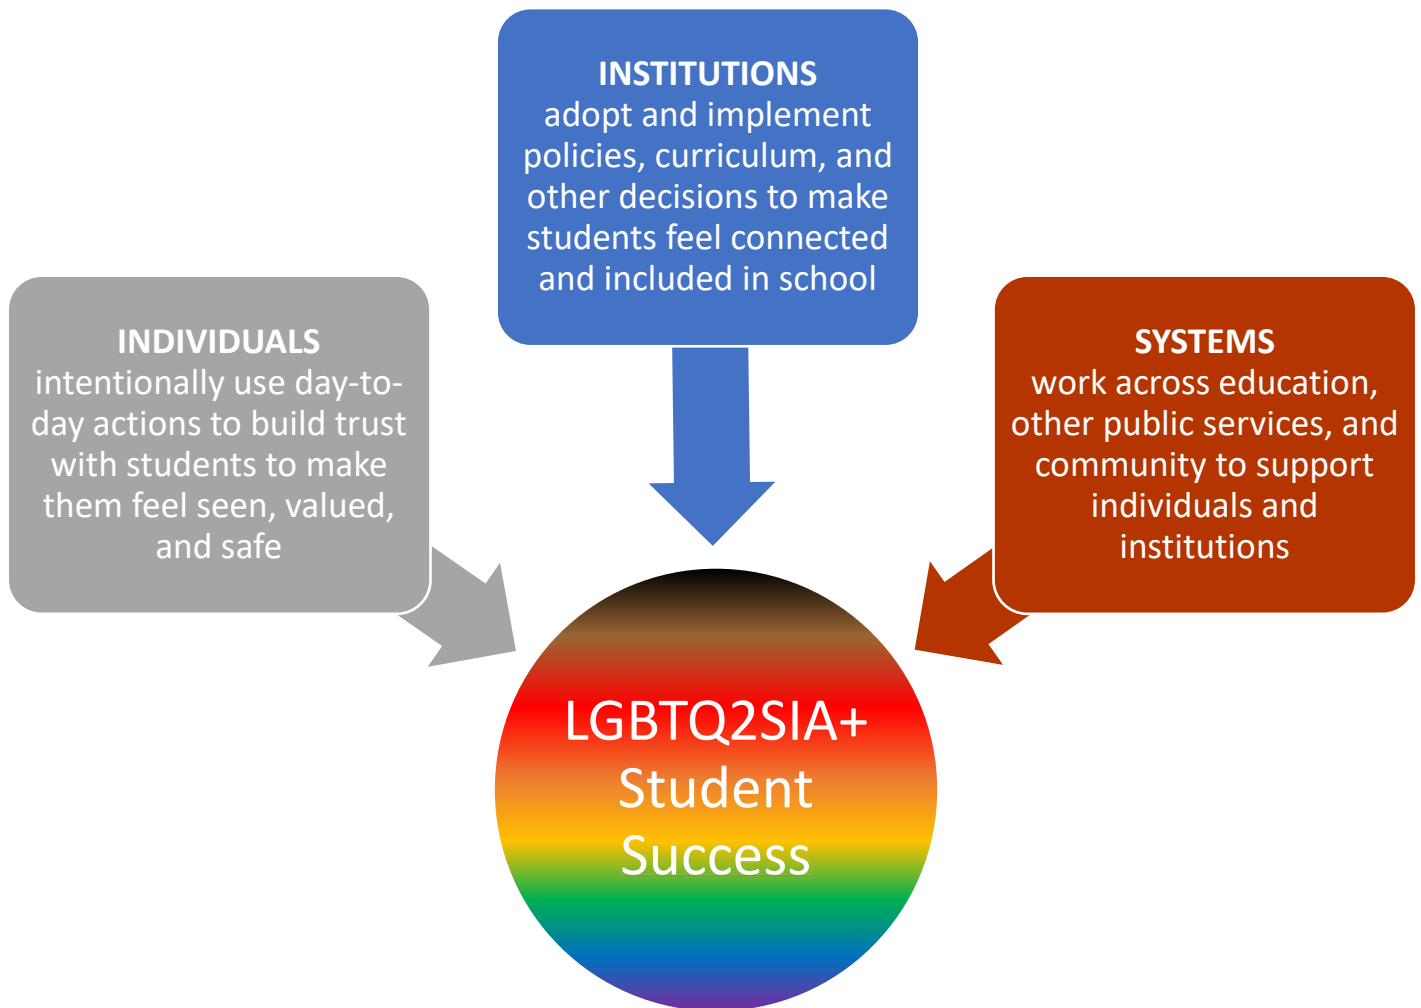 INSTITUTIONS
adopt and implement
policies, curriculum, and
other decisions to make
students feel connected
and included in school
INDIVIDUALS
intentionally use day-to-
day actions to build trust
with students to make
them feel seen, valued,
and safe
SYSTEMS
work across education,
other public services, and
community to support
individuals and
institutions
LGBTQ2SIA+
Student
Success